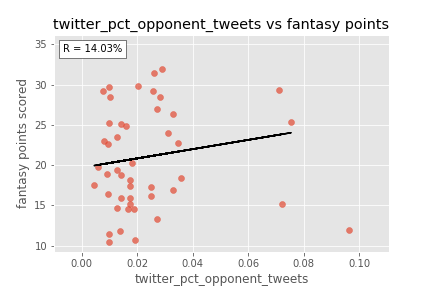 twitter_pct_opponent_tweets vs fantasy points
R = 14.03%
35
30
25
20
15
10
fantasy points scored
0.00 0.02 0.04 0.06 0.08 0.10
twitter_pct_opponent_tweets